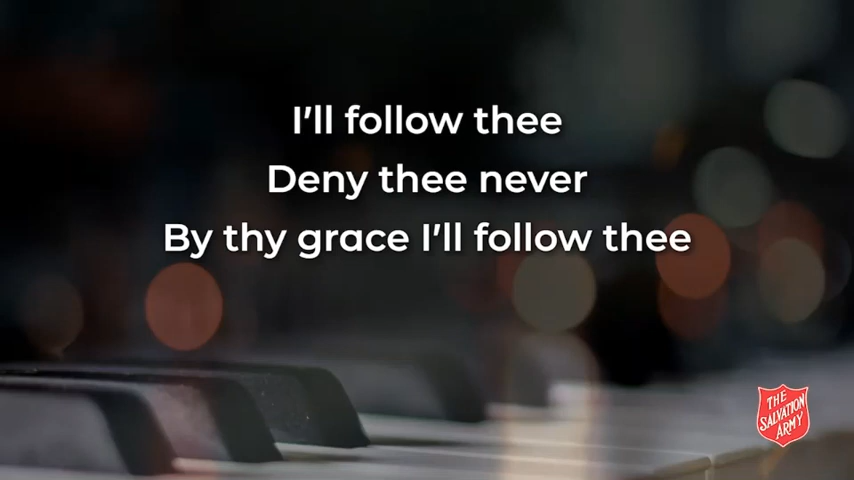 I'll follow thee
Deny thee never
By thy grace I'll follow thee
THE
SALVATION
ARMY